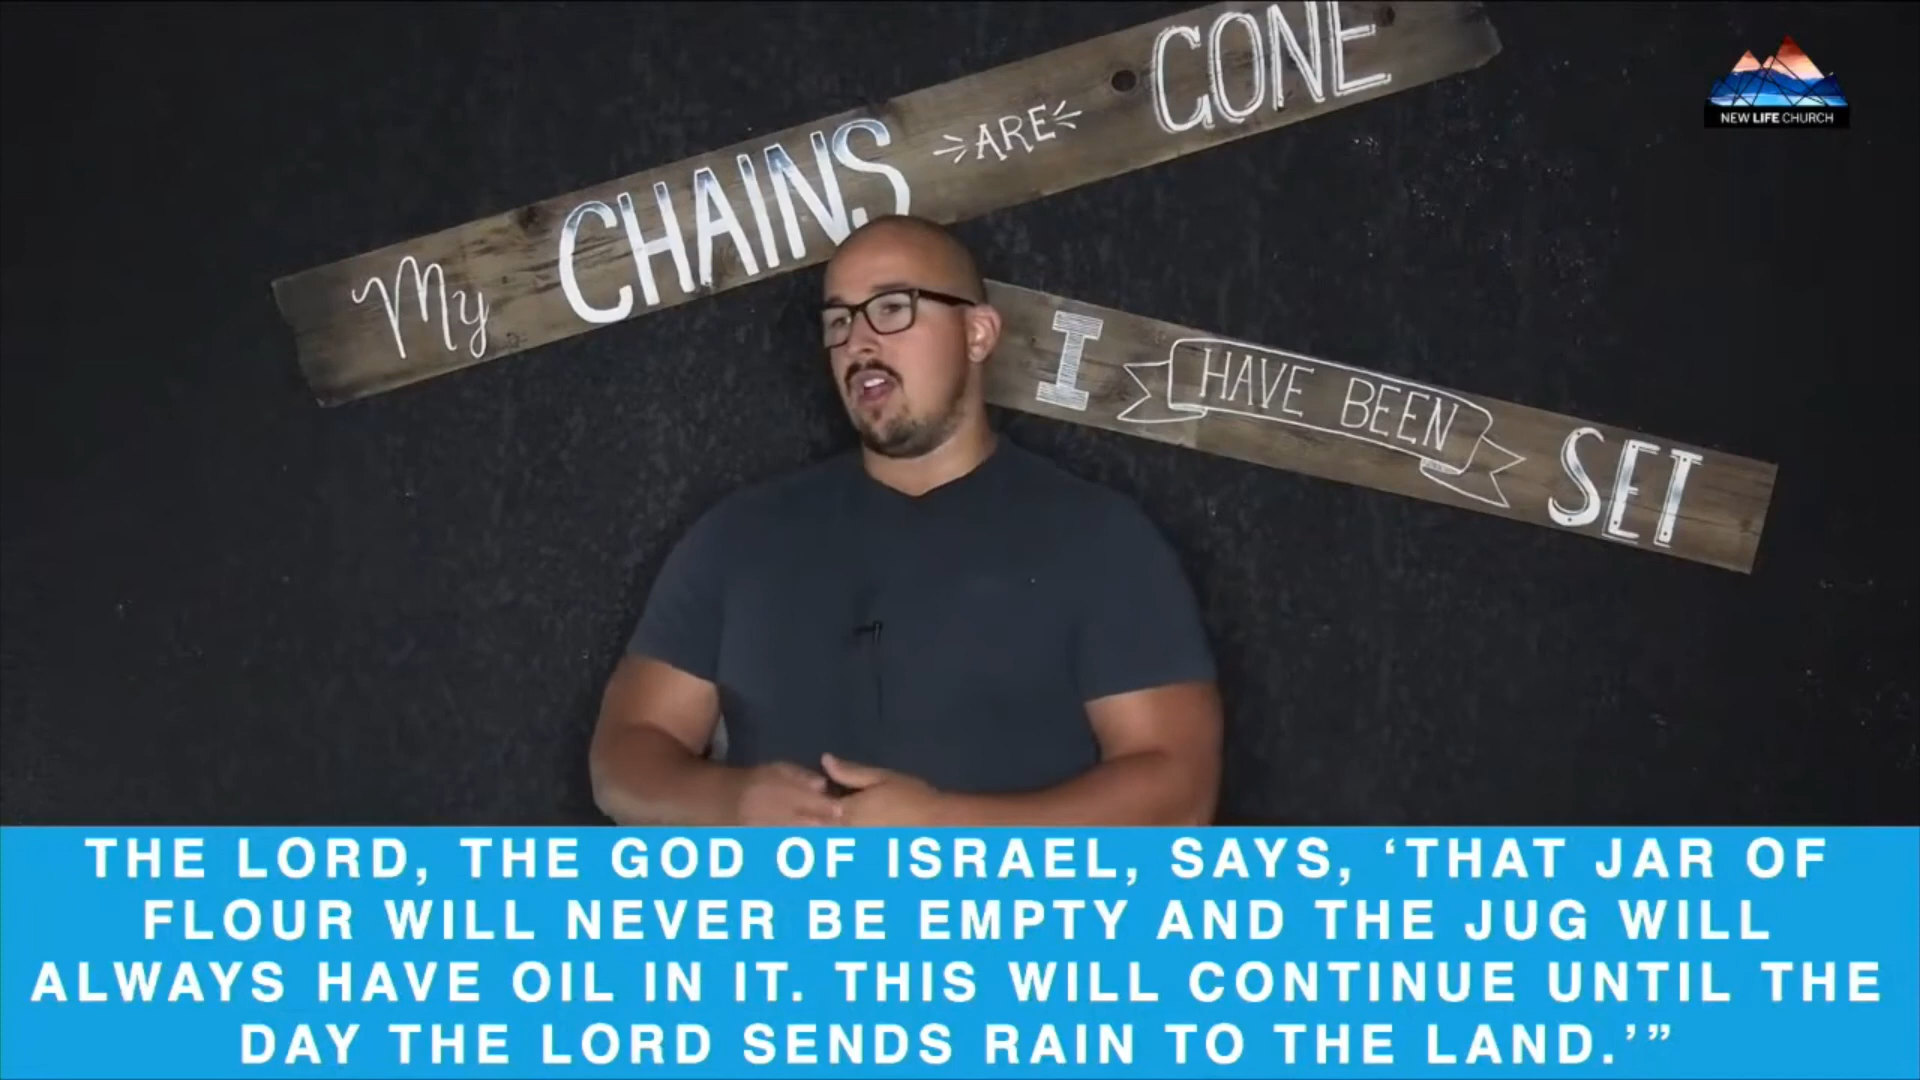 My CHAINS ARE GONE
I HAVE BEEN SET
NEW LIFE CHURCH
THE LORD, THE GOD OF ISRAEL, SAYS, ‘THAT JAR OF
FLOUR WILL NEVER BE EMPTY AND THE JUG WILL
ALWAYS HAVE OIL IN IT. THIS WILL CONTINUE UNTIL THE
DAY THE LORD SENDS RAIN TO THE LAND.’”